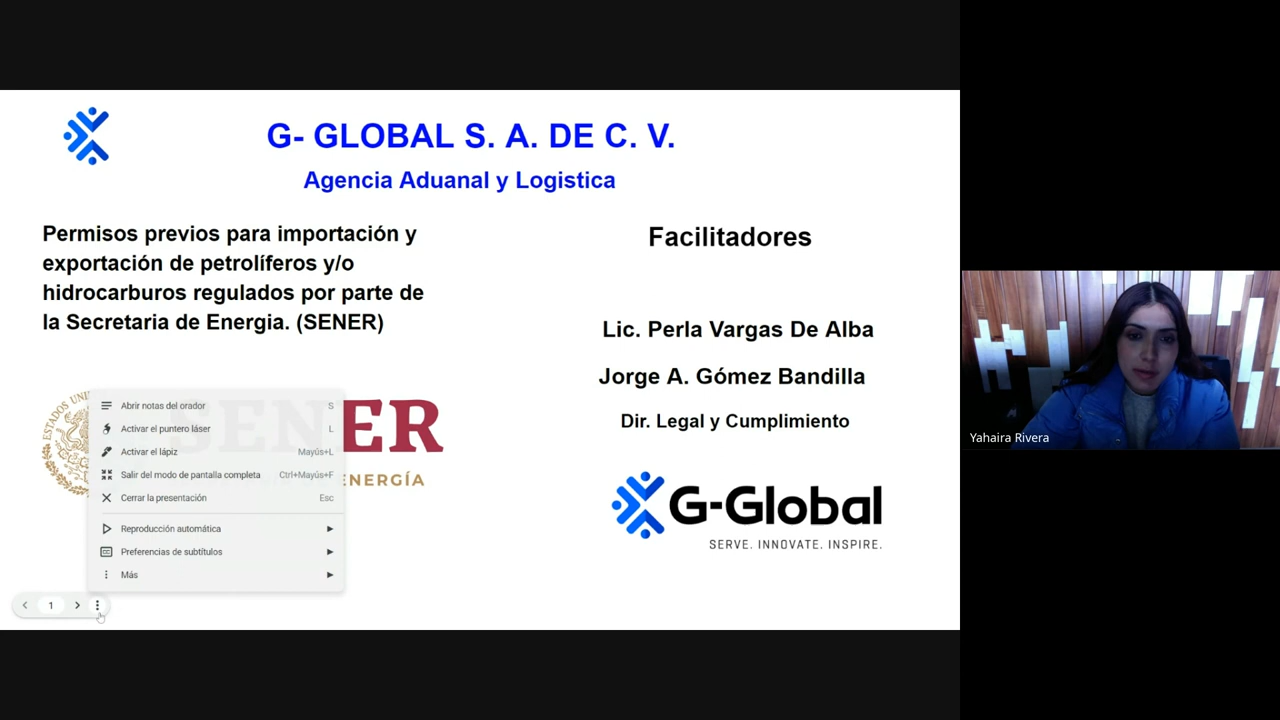 G- GLOBAL S. A. DE C. V.
Agencia Aduanal y Logistica
Permisos previos para importación y
exportación de petrolíferos y/o
hidrocarburos regulados por parte de
la Secretaria de Energia. (SENER)
Facilitadores
Lic. Perla Vargas De Alba
Jorge A. Gómez Bandilla
Dir. Legal y Cumplimiento
SENER
ENERGÍA
G-Global
SERVE. INNOVATE. INSPIRE.
Abrir notas del orador S
Activar el puntero láser L
Activar el lápiz Mayús+L
Salir del modo de pantalla completa Ctrl+Mayús+F
Cerrar la presentación Esc
Reproducción automática
Preferencias de subtítulos
Más
1
Yahaira Rivera